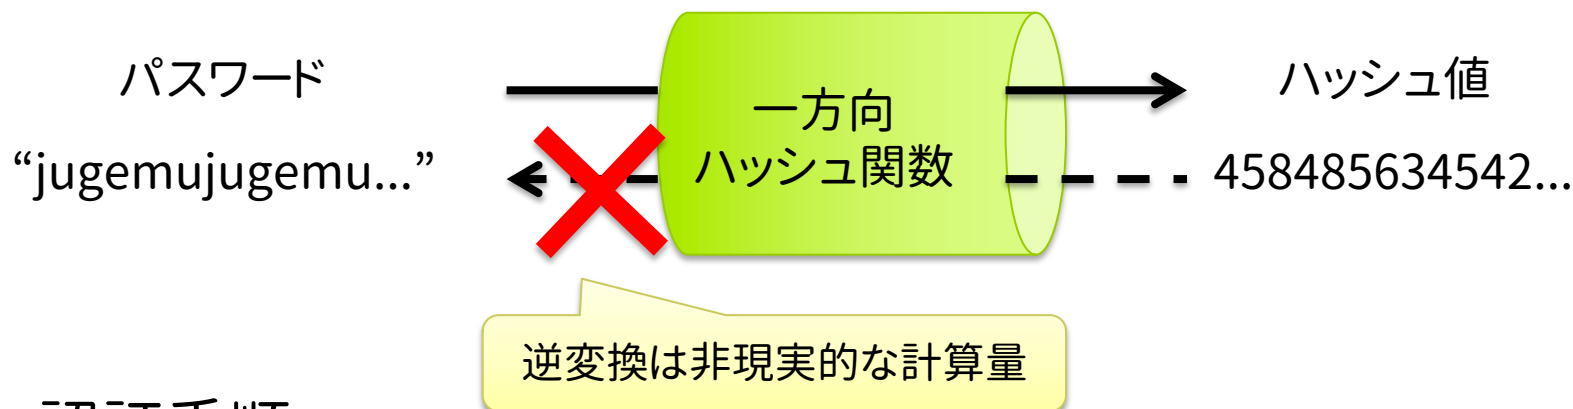 パスワード
一方向
ハッシュ関数
ハッシュ値
“jugemujugemu...”
458485634542...
逆変換は非現実的な計算量